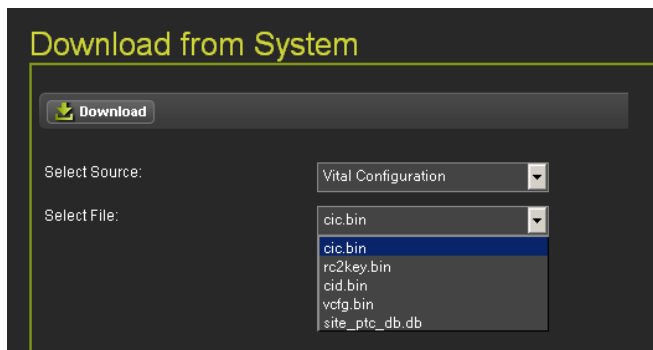 Download from System
Download
Select Source: Vital Configuration
Select File: cic.bin
cic.bin
rc2key.bin
cid.bin
vcfg.bin
site_ptc_db.db